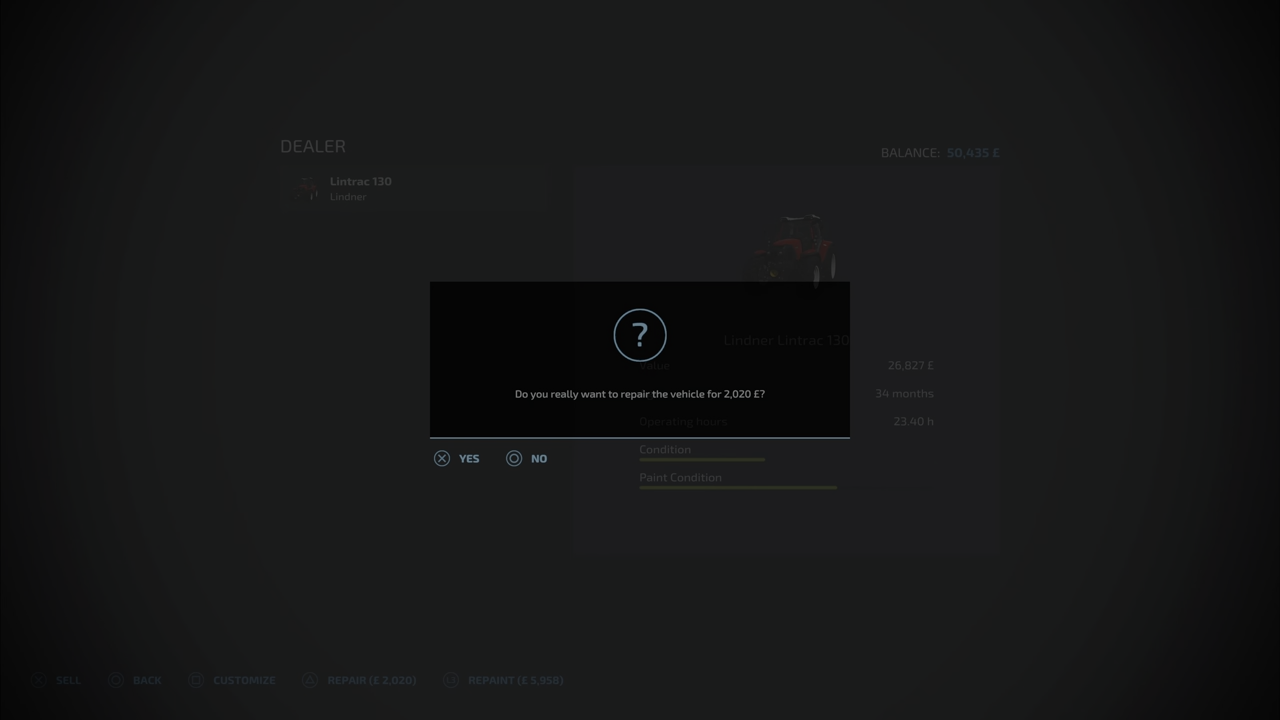 DEALER
BALANCE: 50,435 £
Lintrac 130
Lindner
?
Lindner Lintrac 130
Value 26,827 £
Do you really want to repair the vehicle for 2,020 £?
34 months
Operating hours 23.40 h
Condition
YES NO
Paint Condition
SELL BACK CUSTOMIZE REPAIR (£ 2,020) REPAINT (£ 5,958)